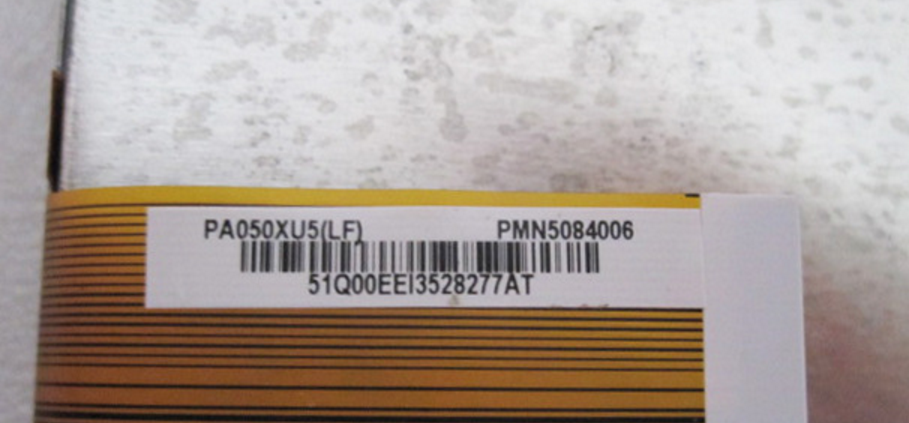 PA050XU5(LF) PMN5084006
51Q00EEI3528277AT